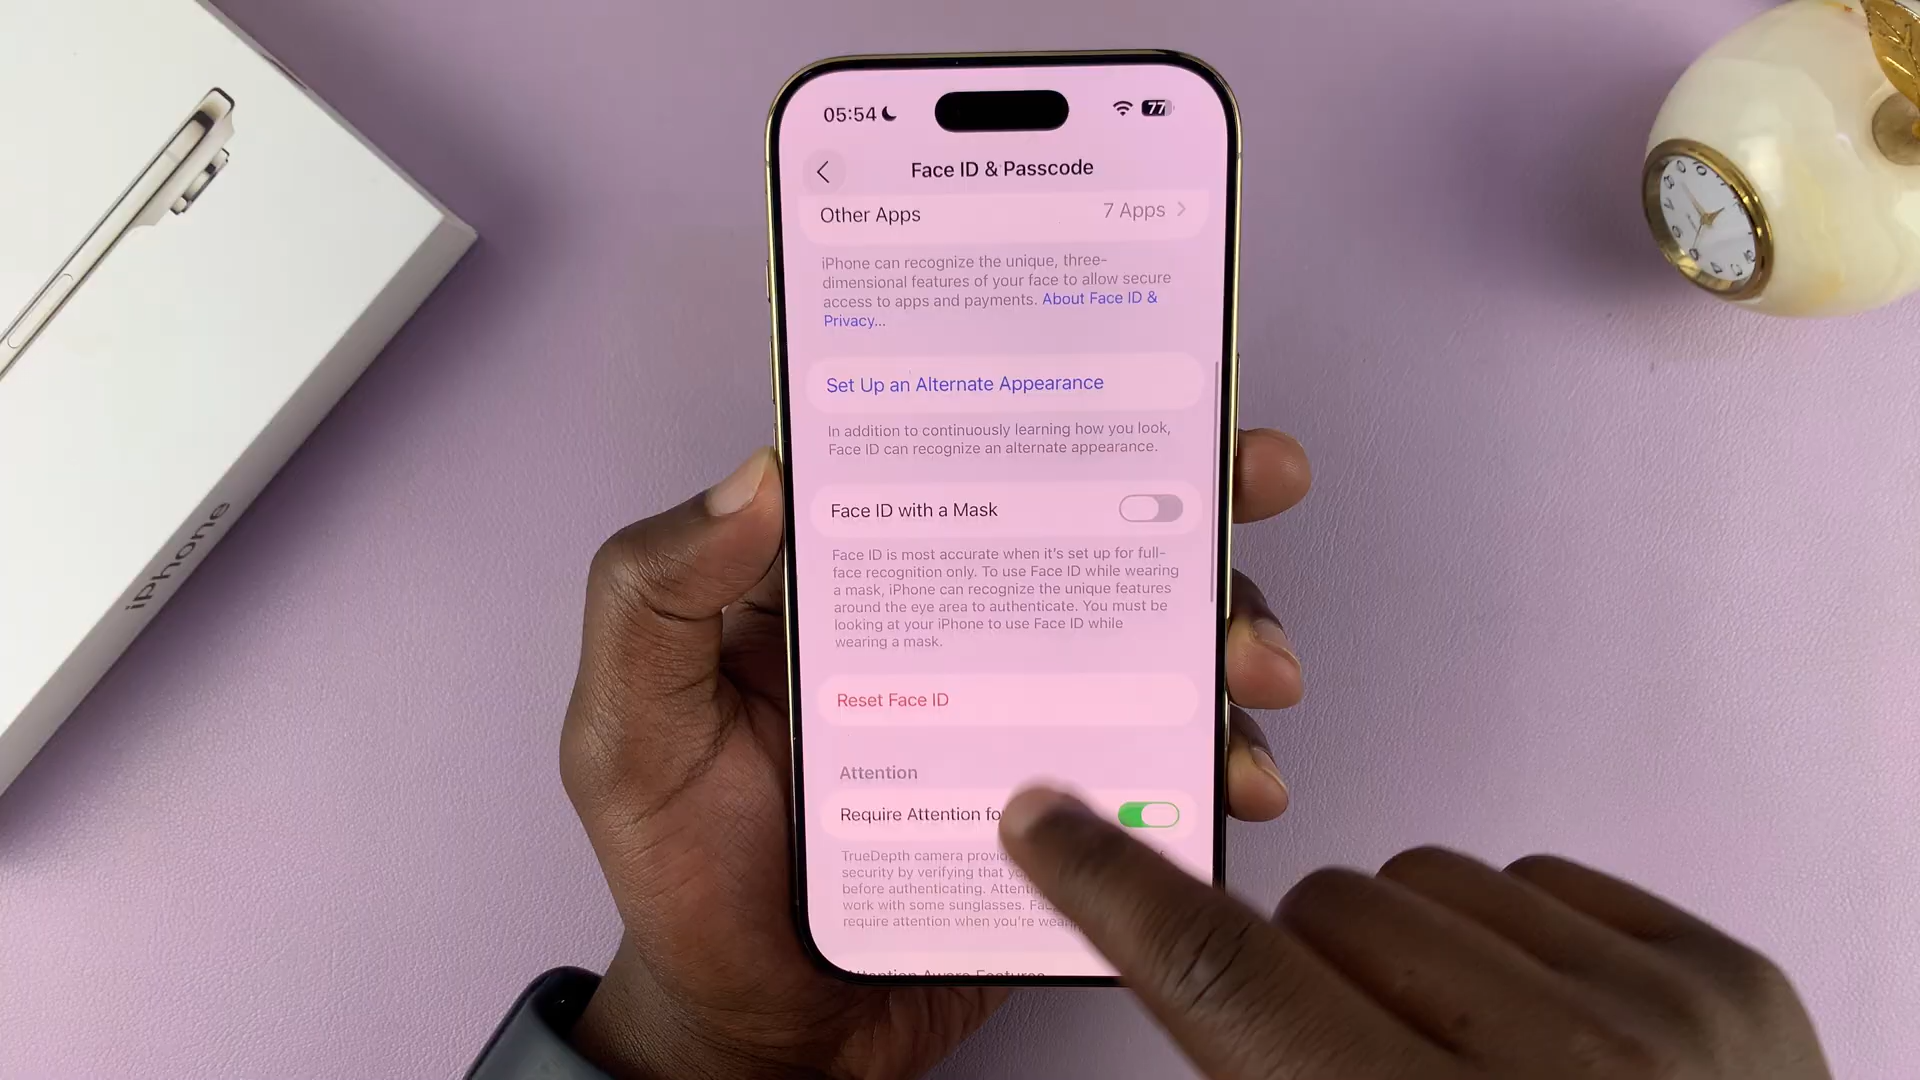 05:54
77
Face ID & Passcode
Other Apps
7 Apps
iPhone can recognize the unique, three-
dimensional features of your face to allow secure
access to apps and payments. About Face ID &
Privacy...
Set Up an Alternate Appearance
In addition to continuously learning how you look,
Face ID can recognize an alternate appearance.
Face ID with a Mask
Face ID is most accurate when it's set up for full-
face recognition only. To use Face ID while wearing
a mask, iPhone can recognize the unique features
around the eye area to authenticate. You must be
looking at your iPhone to use Face ID while
wearing a mask.
Reset Face ID
Attention
Require Attention
TrueDepth camera
security by verifying that
before authenticating.
work with some sunglasses.
require attention when you're
Attention Aware Features
iPhone